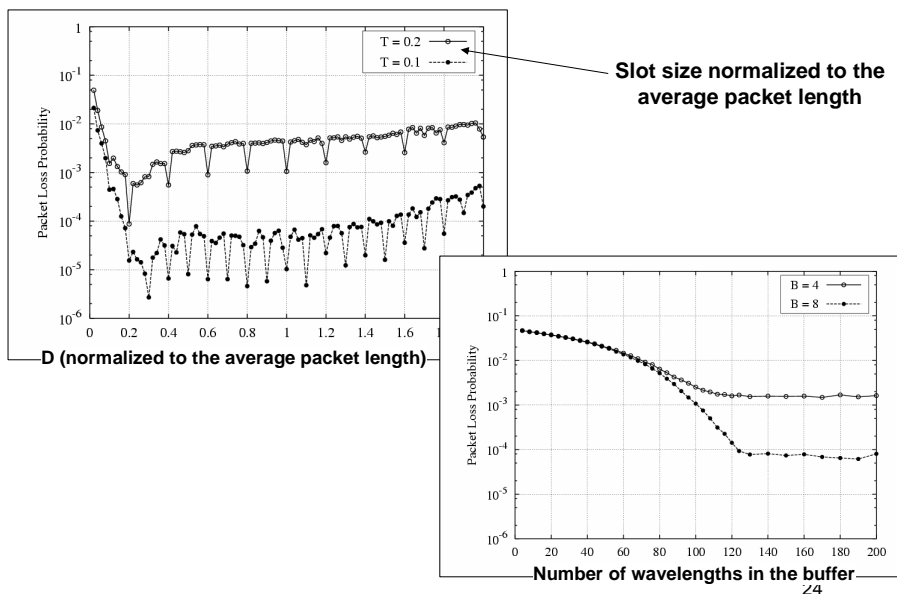 1
10^-1
10^-2
10^-3
10^-4
10^-5
10^-6
Packet Loss Probability
T = 0.2
T = 0.1
0 0.2 0.4 0.6 0.8 1 1.2 1.4 1.6 1.
D (normalized to the average packet length)
Slot size normalized to the
average packet length
1
10^-1
10^-2
10^-3
10^-4
10^-5
10^-6
Packet Loss Probability
B = 4
B = 8
0 20 40 60 80 100 120 140 160 180 200
Number of wavelengths in the buffer
24